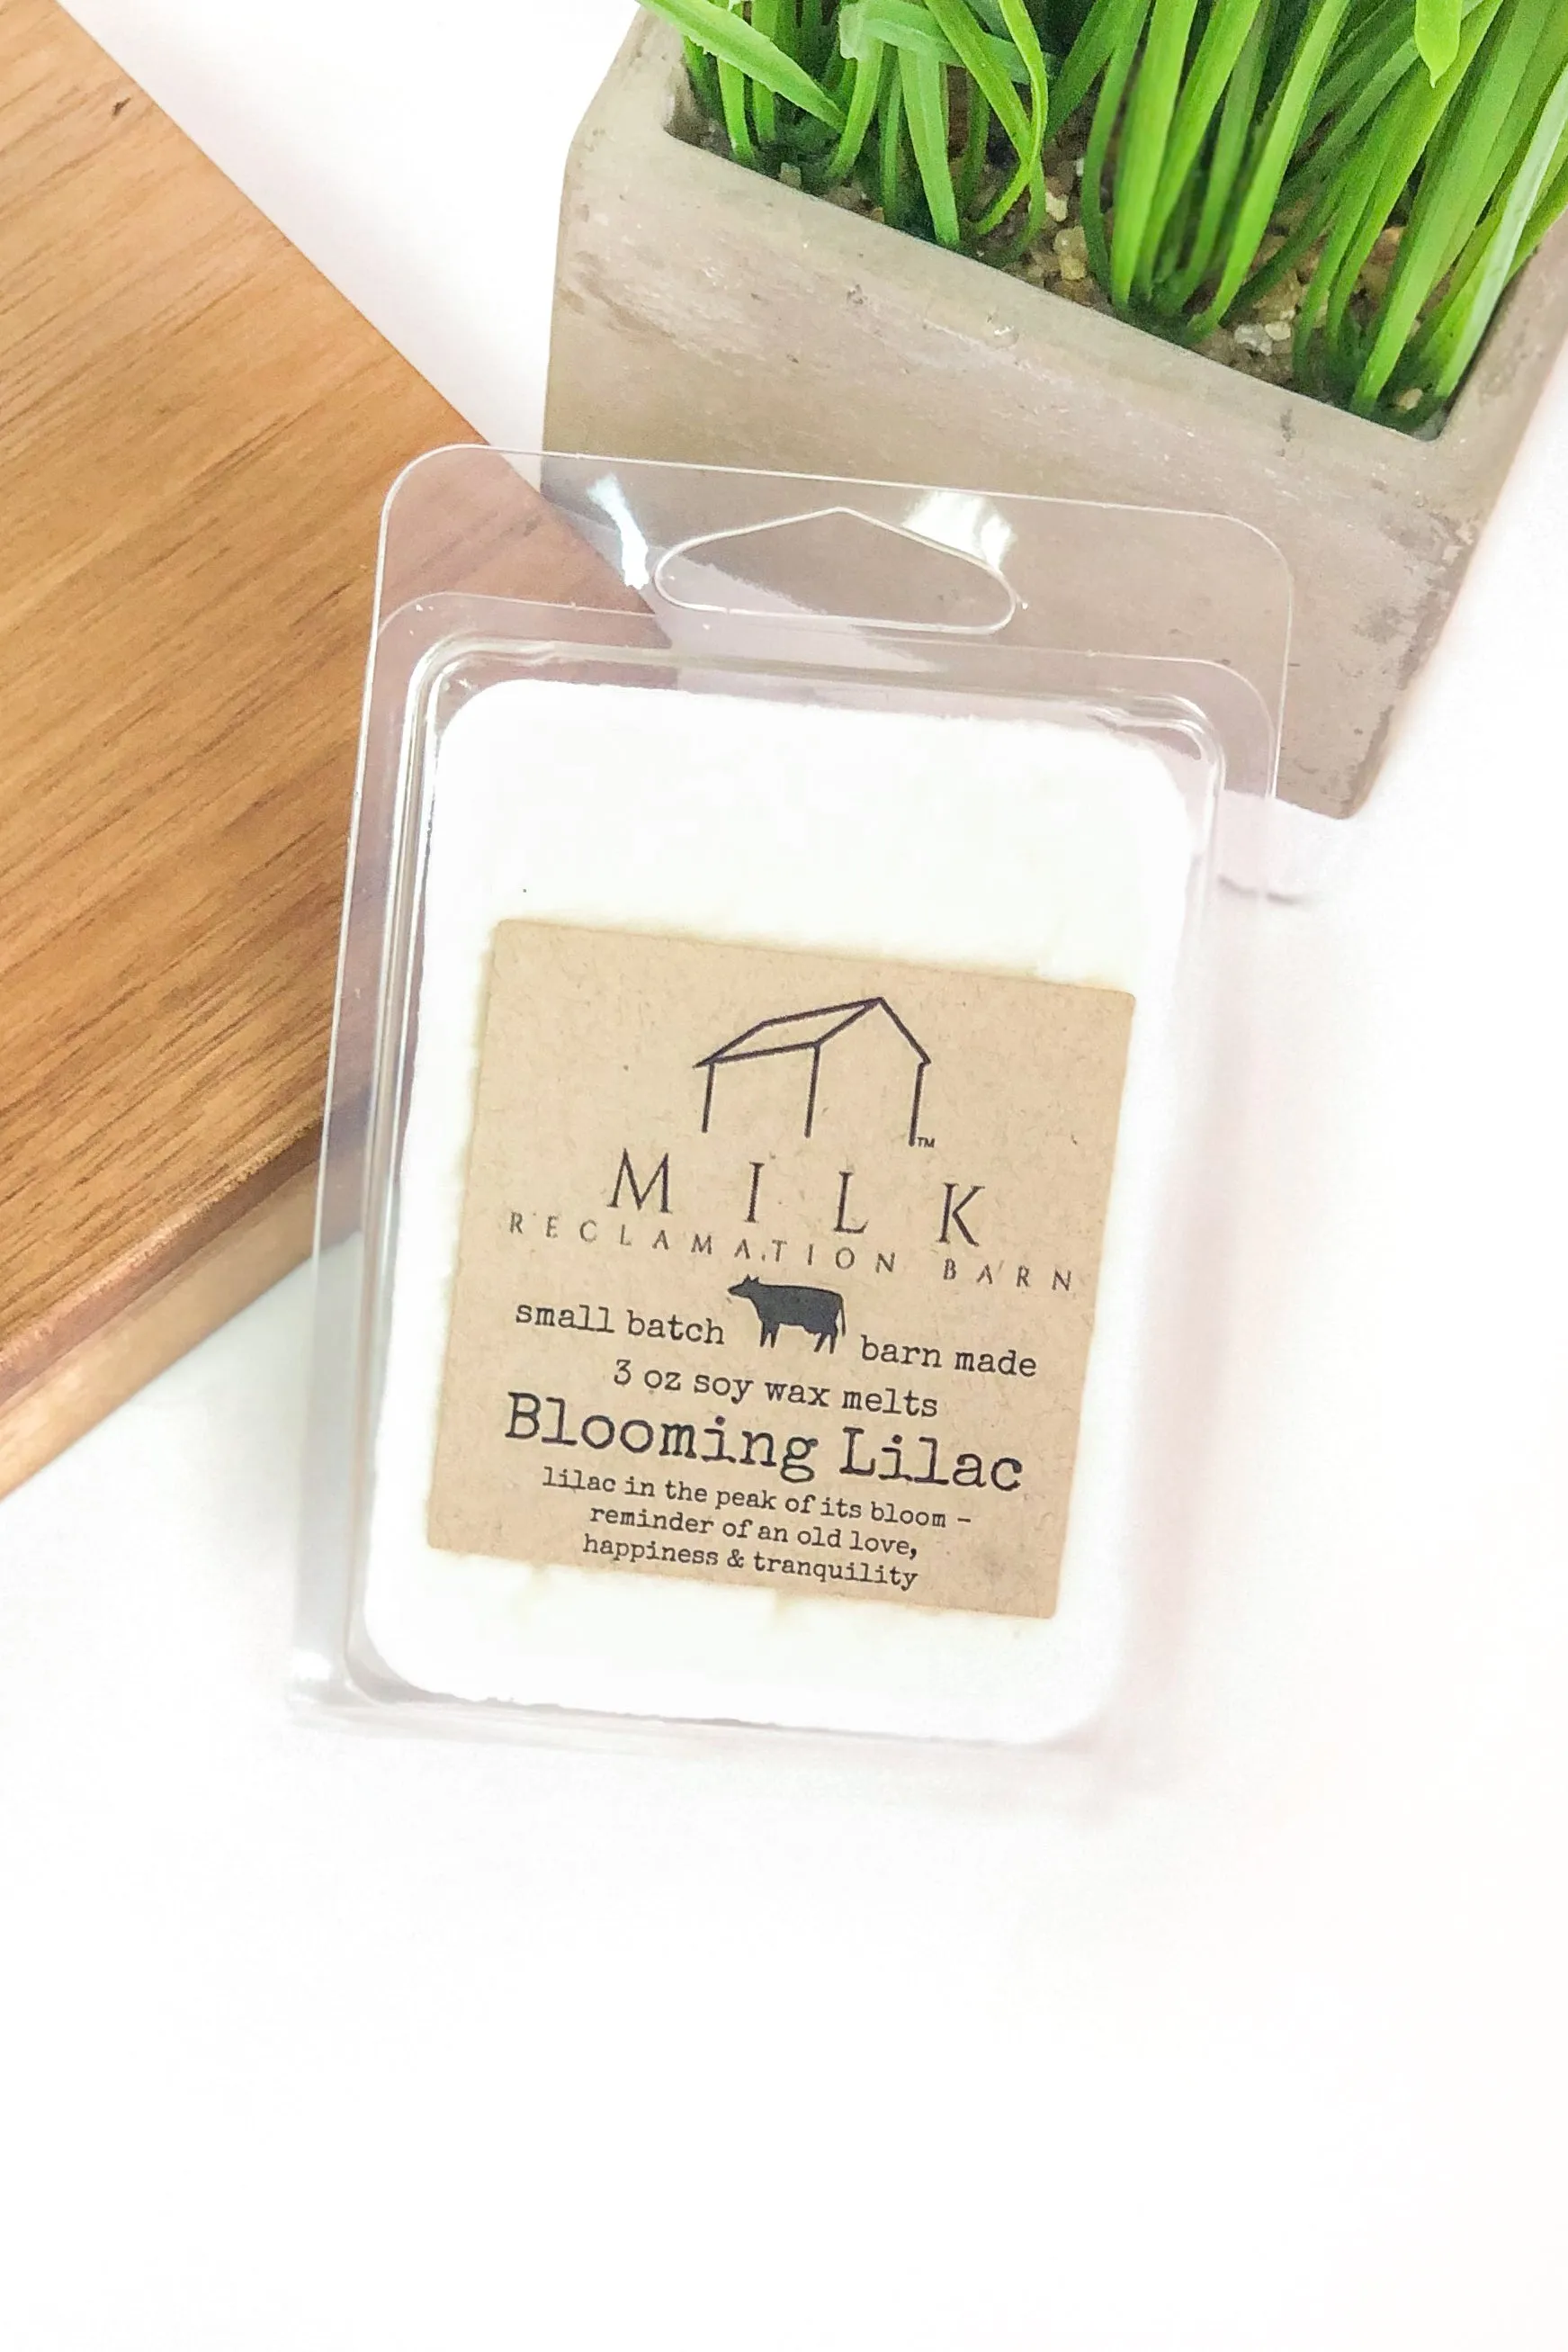 TM
MILK
RECLAMATION BARN
small batch barn made
3 oz soy wax melts
Blooming Lilac
lilac in the peak of its bloom –
reminder of an old love,
happiness & tranquility